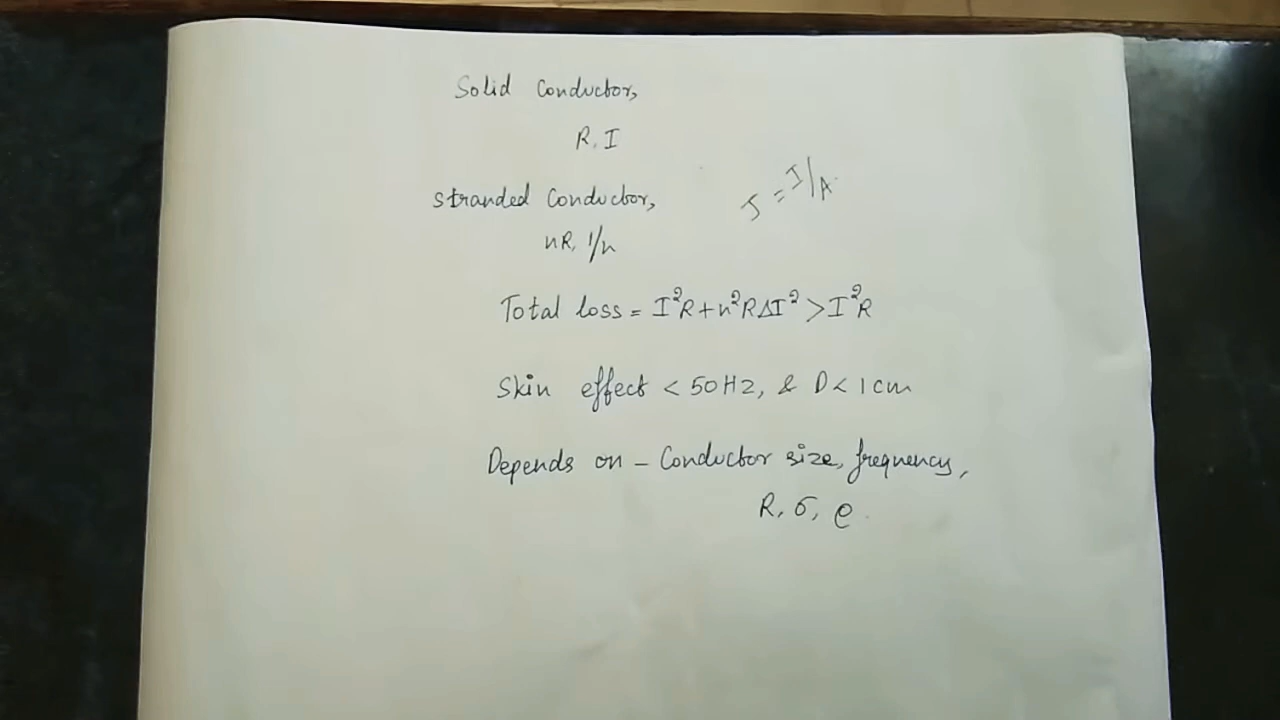 Solid Conductor,
R, I
J = I/A.
Stranded Conductor,
nR, 1/n
Total loss = I²R + n²RΔI² > I²R
Skin effect < 50Hz, & D < 1cm
Depends on - Conductor size, frequency,
R, σ, ρ.